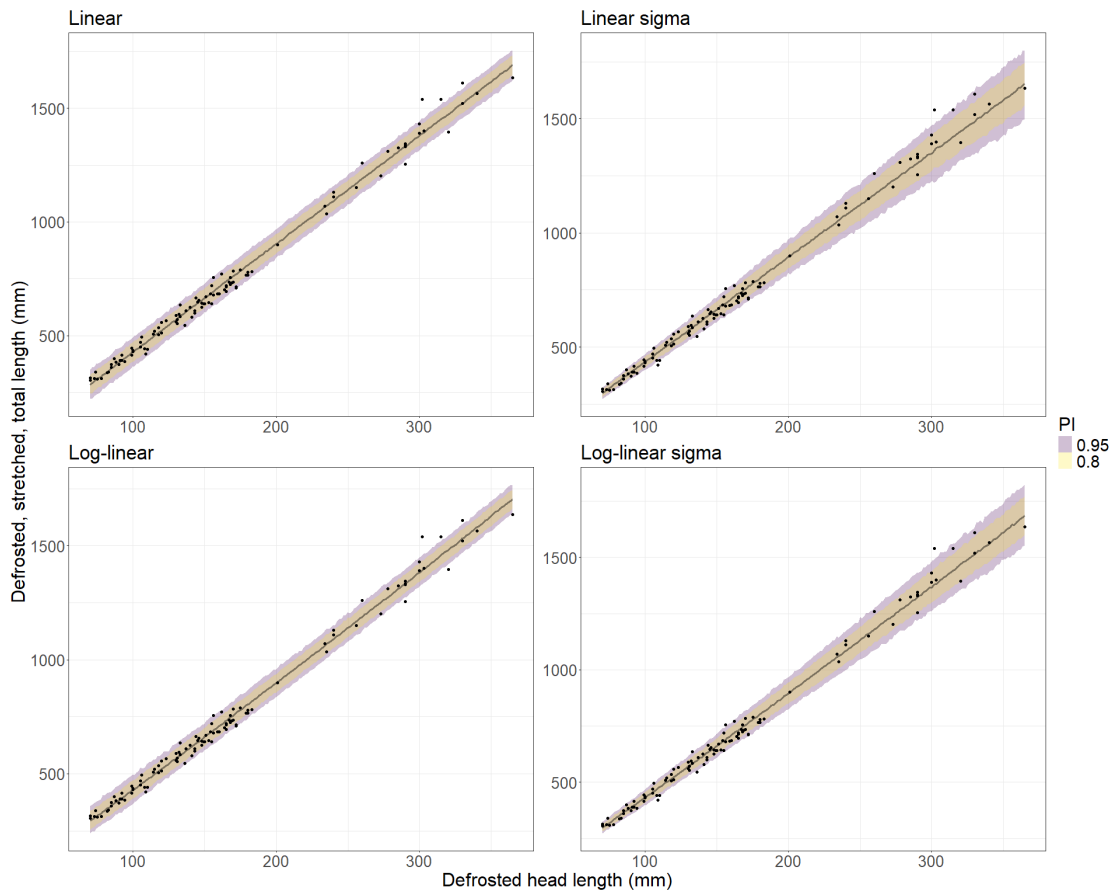 Linear
Linear sigma
1500
1000
500
100 200 300
1500
1000
500
100 200 300
Log-linear
Log-linear sigma
1500
1000
500
100 200 300
1500
1000
500
100 200 300
Defrosted, stretched, total length (mm)
Defrosted head length (mm)
PI
0.95
0.8